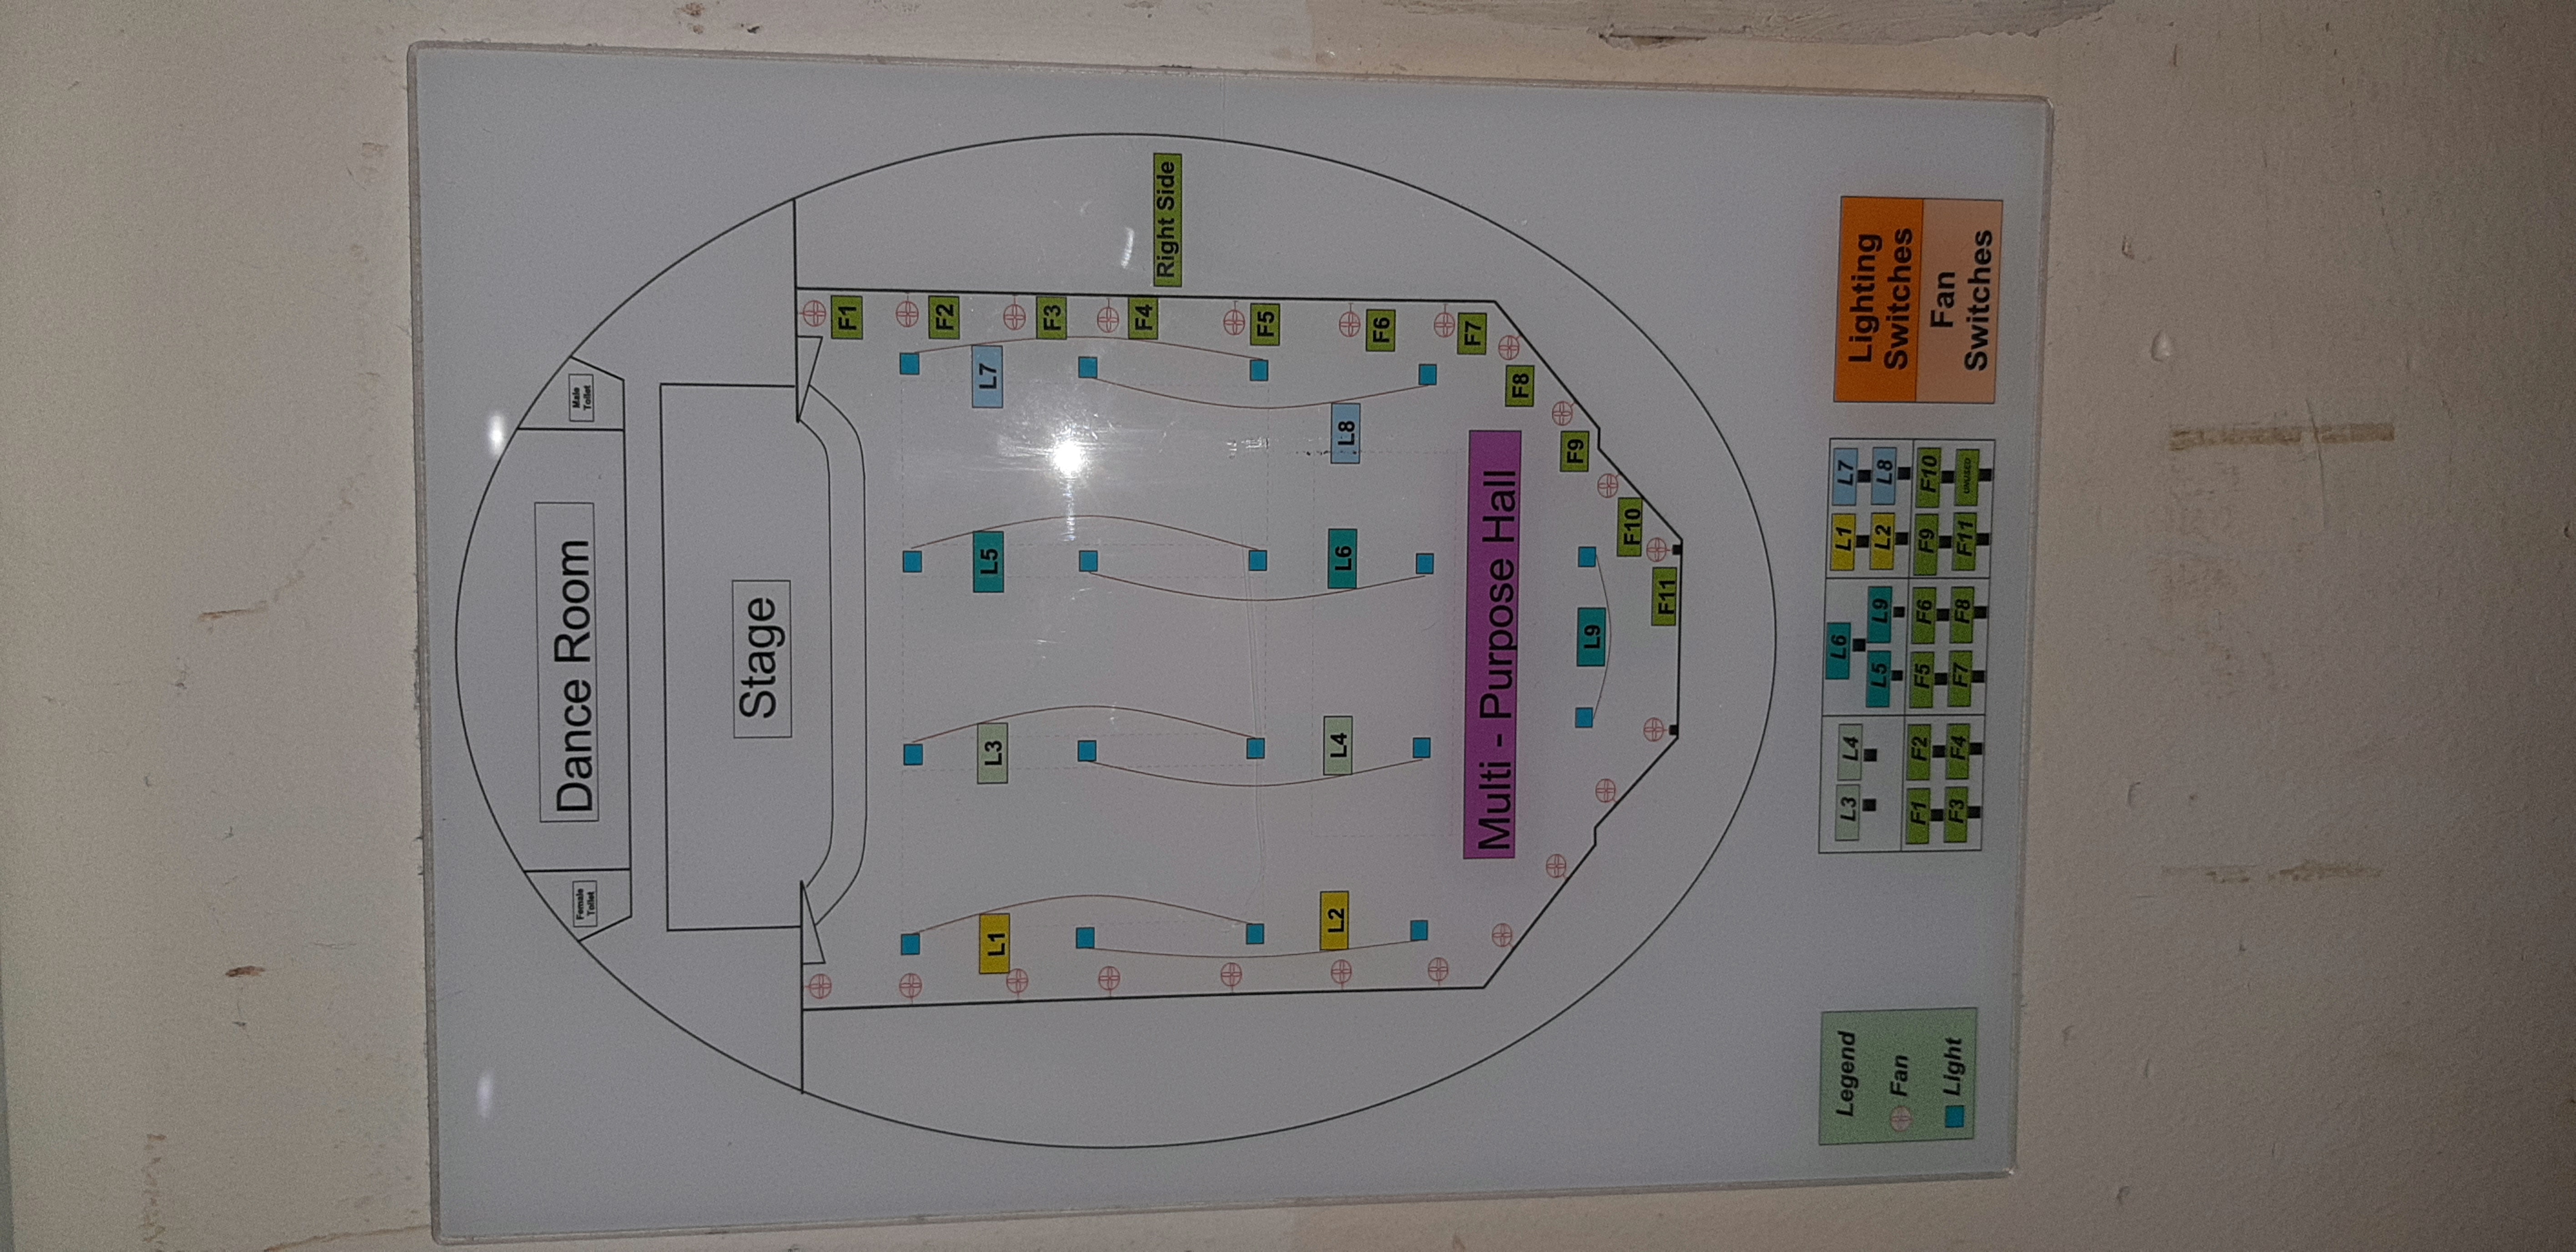 Dance Room
Female
Toilet
Male
Toilet
Stage
F1
F2
L1
L3
L5
L7
F3
F4
Right Side
F5
L2
L4
L6
L8
F6
F7
Multi - Purpose Hall
F8
F9
L9
F10
F11
Legend
Fan
Light
L3 L4
L6
L5 L9
L1 L7
L2 L8
F1 F2
F3 F4
F5 F6
F7 F8
F9 F10
F11 UNUSED
Lighting
Switches
Fan
Switches